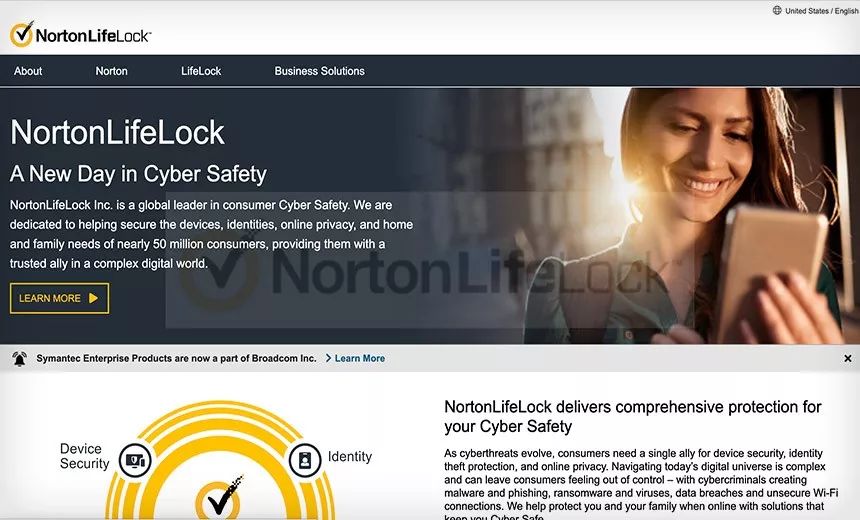 United States / English
NortonLifeLock™
About Norton LifeLock Business Solutions
NortonLifeLock
A New Day in Cyber Safety
NortonLifeLock Inc. is a global leader in consumer Cyber Safety. We are
dedicated to helping secure the devices, identities, online privacy, and home
and family needs of nearly 50 million consumers, providing them with a
trusted ally in a complex digital world.
NortonLifeLock™
LEARN MORE
Symantec Enterprise Products are now a part of Broadcom Inc. Learn More
Device
Security
Identity
NortonLifeLock delivers comprehensive protection for
your Cyber Safety
As cyberthreats evolve, consumers need a single ally for device security, identity
theft protection, and online privacy. Navigating today's digital universe is complex
and can leave consumers feeling out of control – with cybercriminals creating
malware and phishing, ransomware and viruses, data breaches and unsecure Wi-Fi
connections. We help protect you and your family when online with solutions that
keep you Cyber Safe